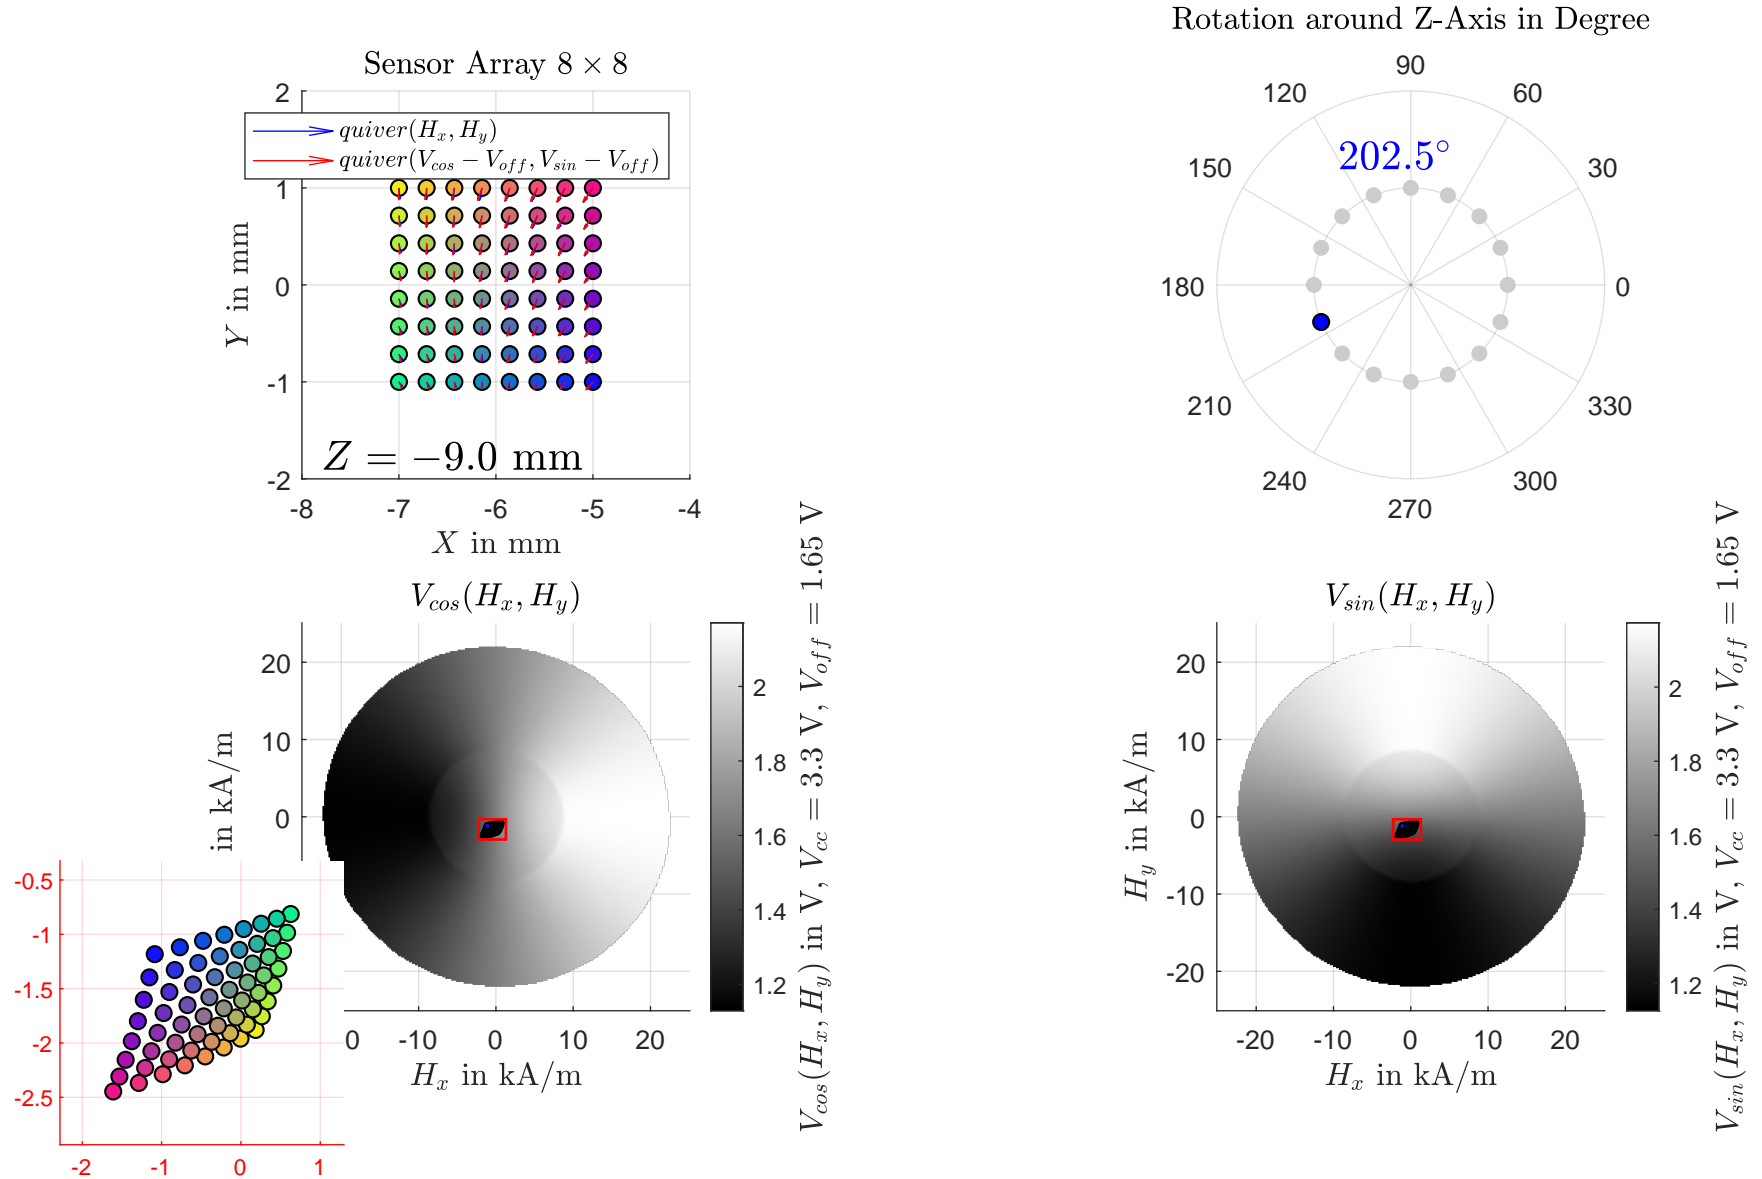 Sensor Array 8 × 8
2
1
0
-1
-2
Y in mm
quiver(H_x, H_y)
quiver(V_cos − V_off, V_sin − V_off)
Z = −9.0 mm
-8 -7 -6 -5 -4
X in mm
Rotation around Z-Axis in Degree
90
120 60
202.5°
150 30
180 0
210 330
240 300
270
V_cos(H_x, H_y)
20
10
0
in kA/m
0 -10 0 10 20
H_x in kA/m
2
1.8
1.6
1.4
1.2
V_cos(H_x, H_y) in V, V_cc = 3.3 V, V_off = 1.65 V
-0.5
-1
-1.5
-2
-2.5
-2 -1 0 1
V_sin(H_x, H_y)
20
10
0
-10
-20
H_y in kA/m
-20 -10 0 10 20
H_x in kA/m
2
1.8
1.6
1.4
1.2
V_sin(H_x, H_y) in V, V_cc = 3.3 V, V_off = 1.65 V